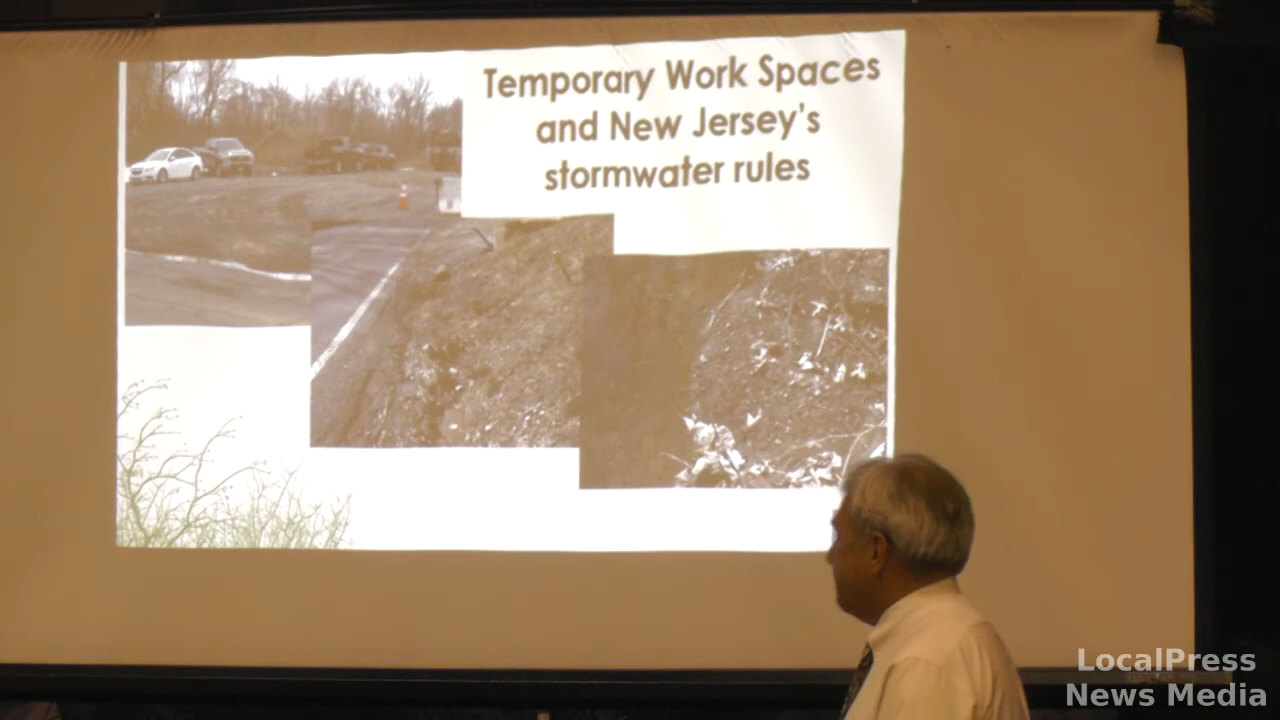 Temporary Work Spaces
and New Jersey's
stormwater rules
LocalPress
News Media